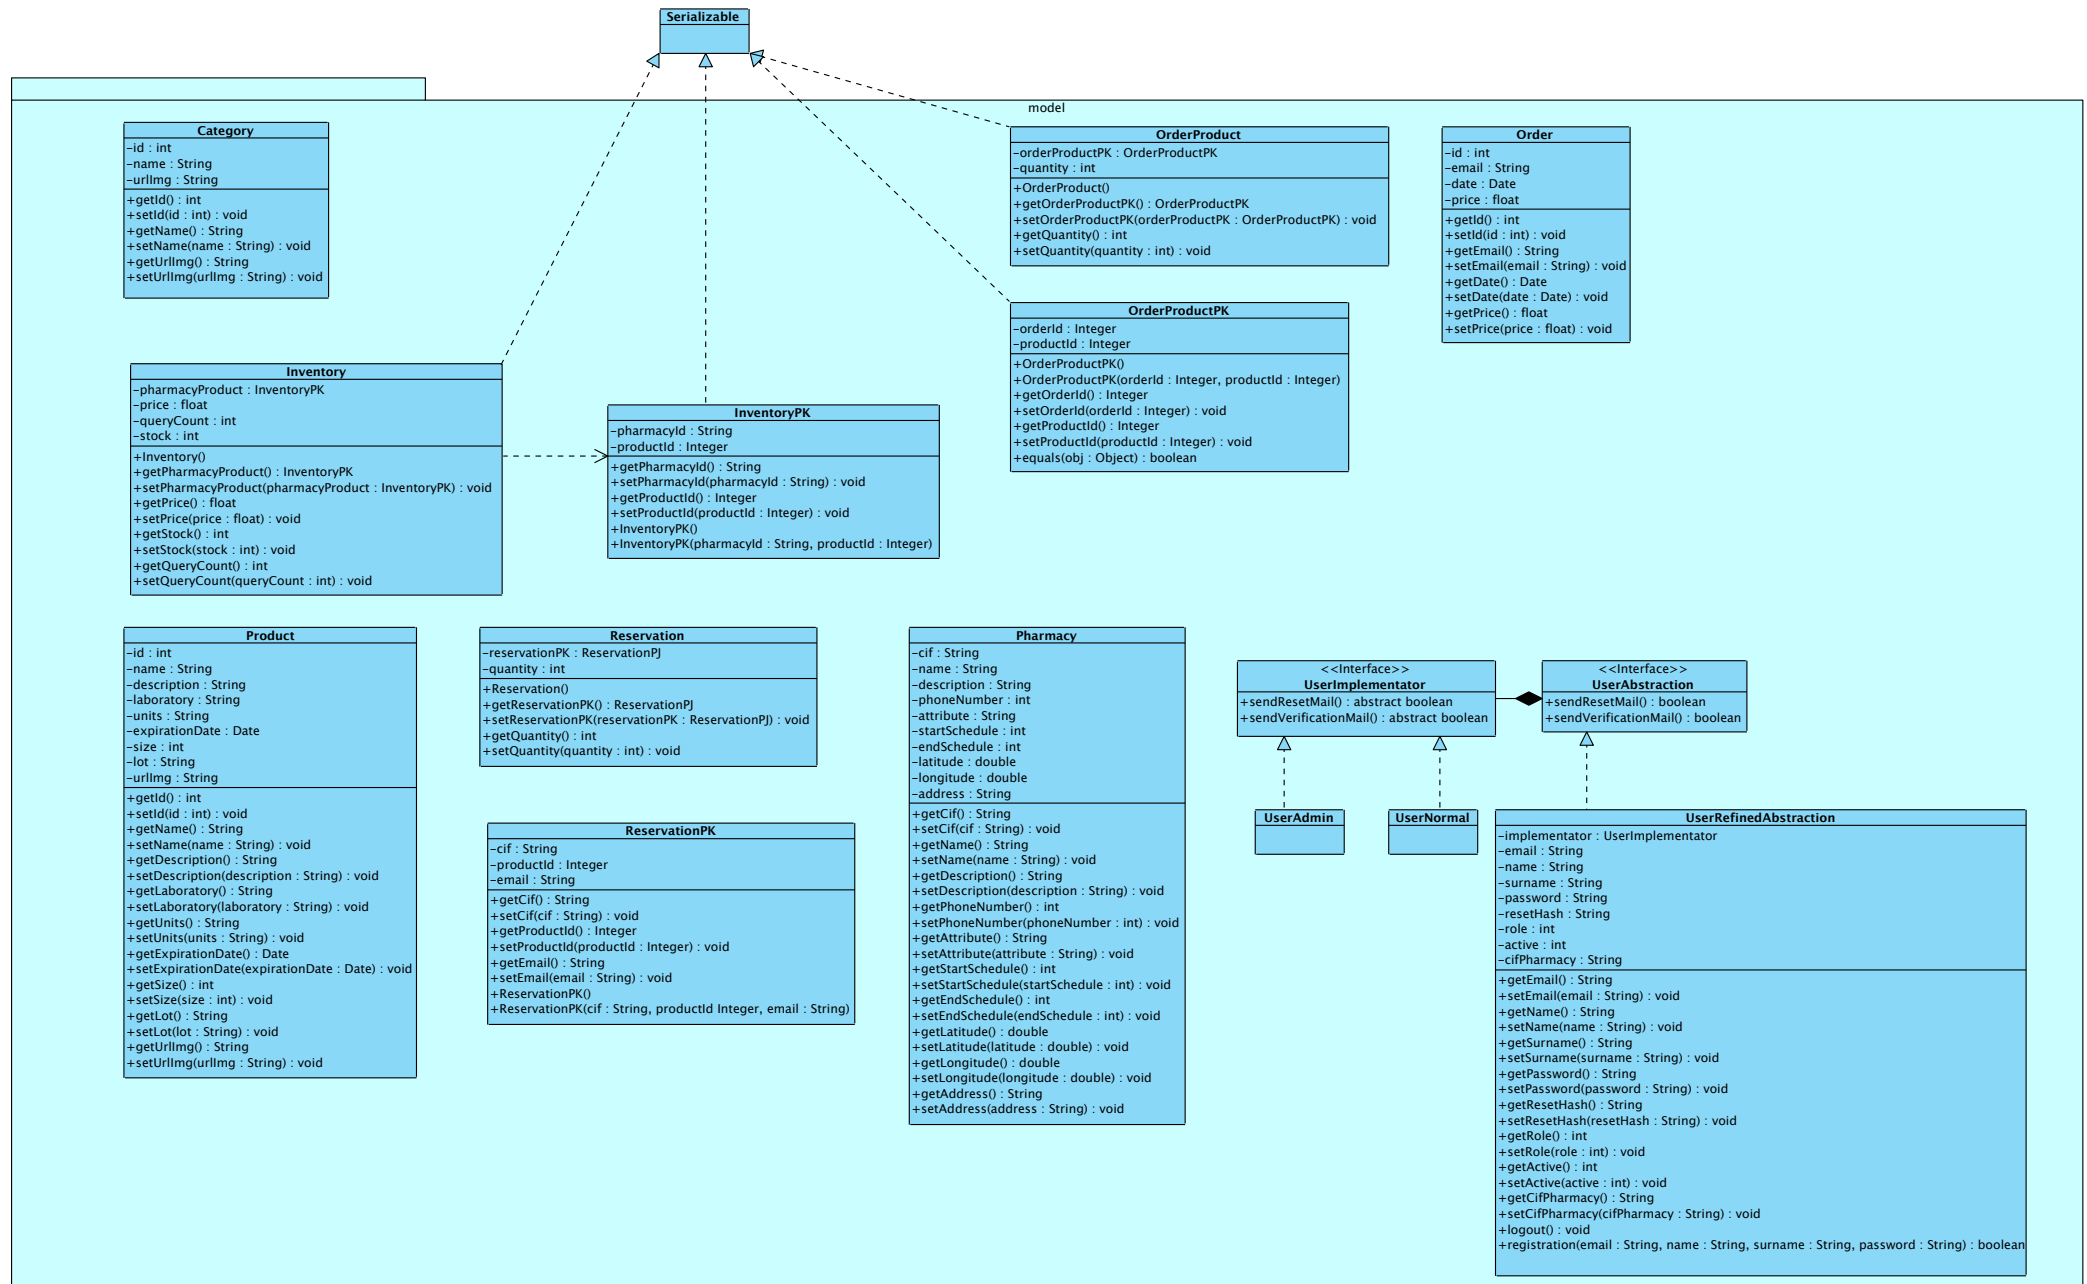 Serializable
model
Category
-id : int
-name : String
-urlImg : String
+getId() : int
+setId(id : int) : void
+getName() : String
+setName(name : String) : void
+getUrlImg() : String
+setUrlImg(urlImg : String) : void
OrderProduct
-orderProductPK : OrderProductPK
-quantity : int
+OrderProduct()
+getOrderProductPK() : OrderProductPK
+setOrderProductPK(orderProductPK : OrderProductPK) : void
+getQuantity() : int
+setQuantity(quantity : int) : void
Order
-id : int
-email : String
-date : Date
-price : float
+getId() : int
+setId(id : int) : void
+getEmail() : String
+setEmail(email : String) : void
+getDate() : Date
+setDate(date : Date) : void
+getPrice() : float
+setPrice(price : float) : void
OrderProductPK
-orderId : Integer
-productId : Integer
+OrderProductPK()
+OrderProductPK(orderId : Integer, productId : Integer)
+getOrderId() : Integer
+setOrderId(orderId : Integer) : void
+getProductId() : Integer
+setProductId(productId : Integer) : void
+equals(obj : Object) : boolean
Inventory
-pharmacyProduct : InventoryPK
-price : float
-queryCount : int
-stock : int
+Inventory()
+getPharmacyProduct() : InventoryPK
+setPharmacyProduct(pharmacyProduct : InventoryPK) : void
+getPrice() : float
+setPrice(price : float) : void
+getStock() : int
+setStock(stock : int) : void
+getQueryCount() : int
+setQueryCount(queryCount : int) : void
InventoryPK
-pharmacyId : String
-productId : Integer
+getPharmacyId() : String
+setPharmacyId(pharmacyId : String) : void
+getProductId() : Integer
+setProductId(productId : Integer) : void
+InventoryPK()
+InventoryPK(pharmacyId : String, productId : Integer)
Product
-id : int
-name : String
-description : String
-laboratory : String
-units : String
-expirationDate : Date
-size : int
-lot : String
-urlImg : String
+getId() : int
+setId(id : int) : void
+getName() : String
+setName(name : String) : void
+getDescription() : String
+setDescription(description : String) : void
+getLaboratory() : String
+setLaboratory(laboratory : String) : void
+getUnits() : String
+setUnits(units : String) : void
+getExpirationDate() : Date
+setExpirationDate(expirationDate : Date) : void
+getSize() : int
+setSize(size : int) : void
+getLot() : String
+setLot(lot : String) : void
+getUrlImg() : String
+setUrlImg(urlImg : String) : void
Reservation
-reservationPK : ReservationPJ
-quantity : int
+Reservation()
+getReservationPK() : ReservationPJ
+setReservationPK(reservationPK : ReservationPJ) : void
+getQuantity() : int
+setQuantity(quantity : int) : void
ReservationPK
-cif : String
-productId : Integer
-email : String
+getCif() : String
+setCif(cif : String) : void
+getProductId() : Integer
+setProductId(productId : Integer) : void
+getEmail() : String
+setEmail(email : String) : void
+ReservationPK()
+ReservationPK(cif : String, productId Integer, email : String)
Pharmacy
-cif : String
-name : String
-description : String
-phoneNumber : int
-attribute : String
-startSchedule : int
-endSchedule : int
-latitude : double
-longitude : double
-address : String
+getCif() : String
+setCif(cif : String) : void
+getName() : String
+setName(name : String) : void
+getDescription() : String
+setDescription(description : String) : void
+getPhoneNumber() : int
+setPhoneNumber(phoneNumber : int) : void
+getAttribute() : String
+setAttribute(attribute : String) : void
+getStartSchedule() : int
+setStartSchedule(startSchedule : int) : void
+getEndSchedule() : int
+setEndSchedule(endSchedule : int) : void
+getLatitude() : double
+setLatitude(latitude : double) : void
+getLongitude() : double
+setLongitude(longitude : double) : void
+getAddress() : String
+setAddress(address : String) : void
<<Interface>>
UserImplementator
+sendResetMail() : abstract boolean
+sendVerificationMail() : abstract boolean
<<Interface>>
UserAbstraction
+sendResetMail() : boolean
+sendVerificationMail() : boolean
UserAdmin
UserNormal
UserRefinedAbstraction
-implementator : UserImplementator
-email : String
-name : String
-surname : String
-password : String
-resetHash : String
-role : int
-active : int
-cifPharmacy : String
+getEmail() : String
+setEmail(email : String) : void
+getName() : String
+setName(name : String) : void
+getSurname() : String
+setSurname(surname : String) : void
+getPassword() : String
+setPassword(password : String) : void
+getResetHash() : String
+setResetHash(resetHash : String) : void
+getRole() : int
+setRole(role : int) : void
+getActive() : int
+setActive(active : int) : void
+getCifPharmacy() : String
+setCifPharmacy(cifPharmacy : String) : void
+logout() : void
+registration(email : String, name : String, surname : String, password : String) : boolean